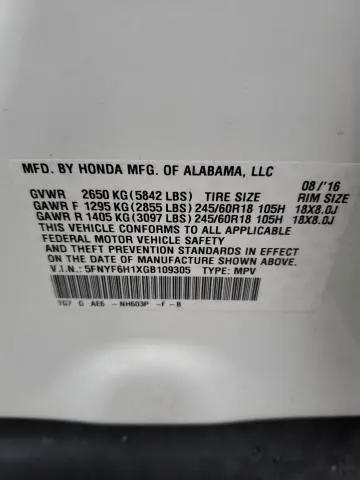 MFD. BY HONDA MFG. OF ALABAMA, LLC
08/'16
GVWR 2650 KG (5842 LBS) TIRE SIZE RIM SIZE
GAWR F 1295 KG (2855 LBS) 245/60R18 105H 18X8.0J
GAWR R 1405 KG (3097 LBS) 245/60R18 105H 18X8.0J
THIS VEHICLE CONFORMS TO ALL APPLICABLE
FEDERAL MOTOR VEHICLE SAFETY
AND THEFT PREVENTION STANDARDS IN EFFECT
ON THE DATE OF MANUFACTURE SHOWN ABOVE.
V.I.N.: 5FNYF6H1XGB109305 TYPE: MPV
TG7 G AE6 - NH603P -F-B